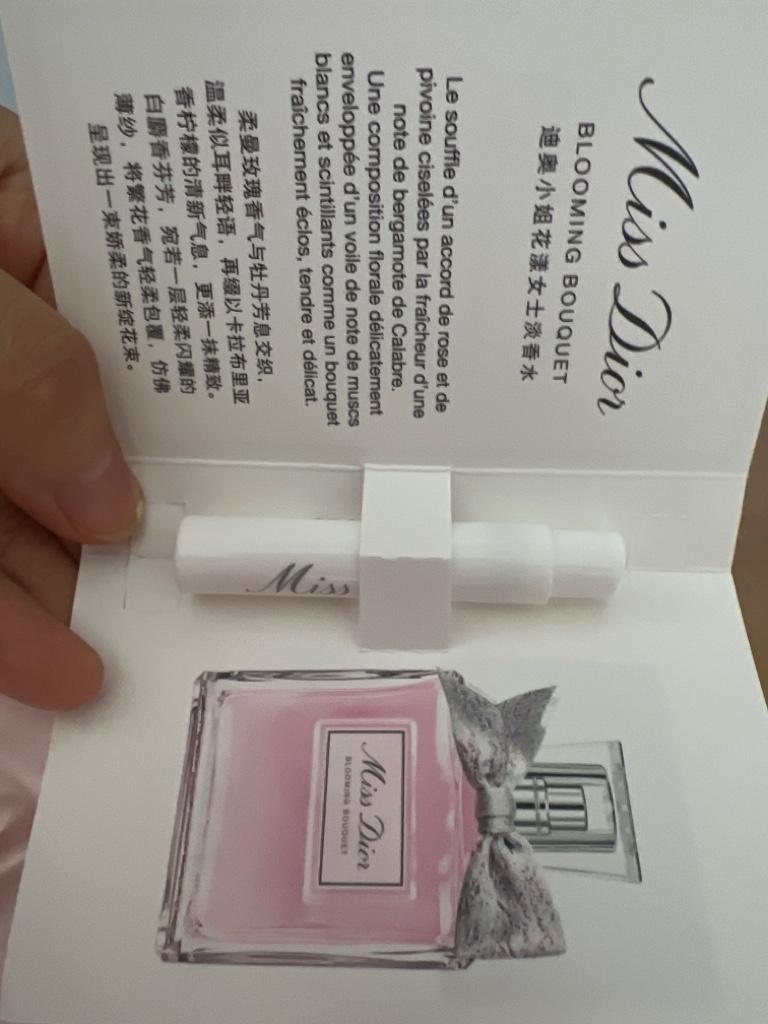 Miss Dior
BLOOMING BOUQUET
迪奥小姐花漾女士淡香水
Le souffle d'un accord de rose et de
pivoine ciselées par la fraîcheur d'une
note de bergamote de Calabre.
Une composition florale délicatement
enveloppée d'un voile de note de muscs
blancs et scintillants comme un bouquet
fraîchement éclos, tendre et délicat.
柔曼玫瑰香气与牡丹芳息交织，
温柔似耳畔轻语，再缀以卡拉布里亚
香柠檬的清新气息，更添一抹精致。
白麝香芬芳，宛若一层轻柔闪耀的
薄纱，将繁花香气轻柔包覆，仿佛
呈现出一束娇柔的新绽花束。
Miss
Miss Dior
BLOOMING BOUQUET